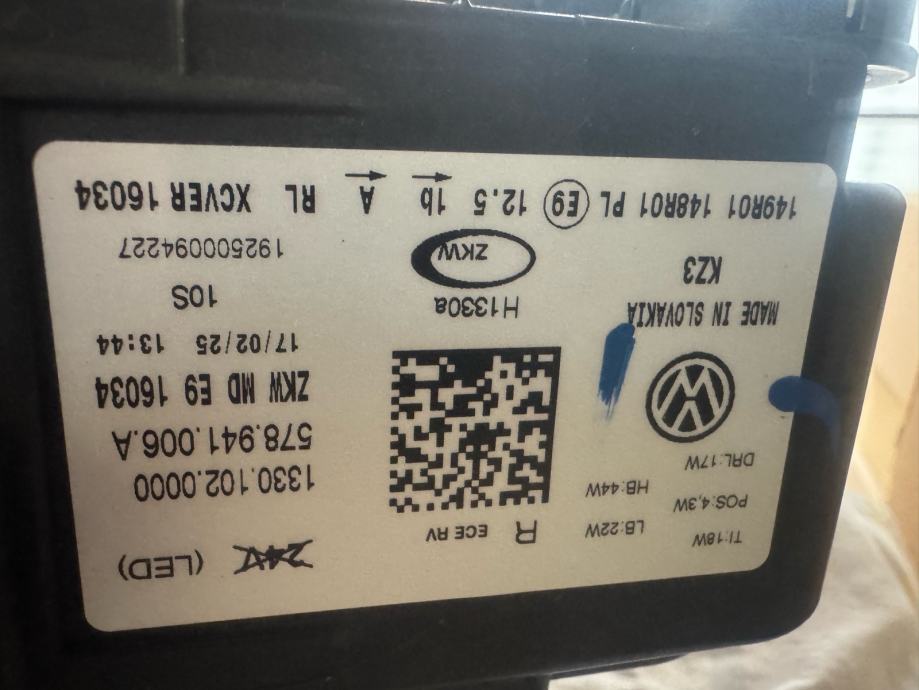 TI:18W
POS:4,3W
DRL:17W
LB:22W
HB:44W
R ECE RV
24V (LED)
1330.102.0000
578.941.006.A
ZKW MD E9 16034
17/02/25 13:44
10S
192500094227
MADE IN SLOVAKIA
KZ3
H1330a
ZKW
149R01 148R01 PL E9 12.5 1b A RL XCVER 16034